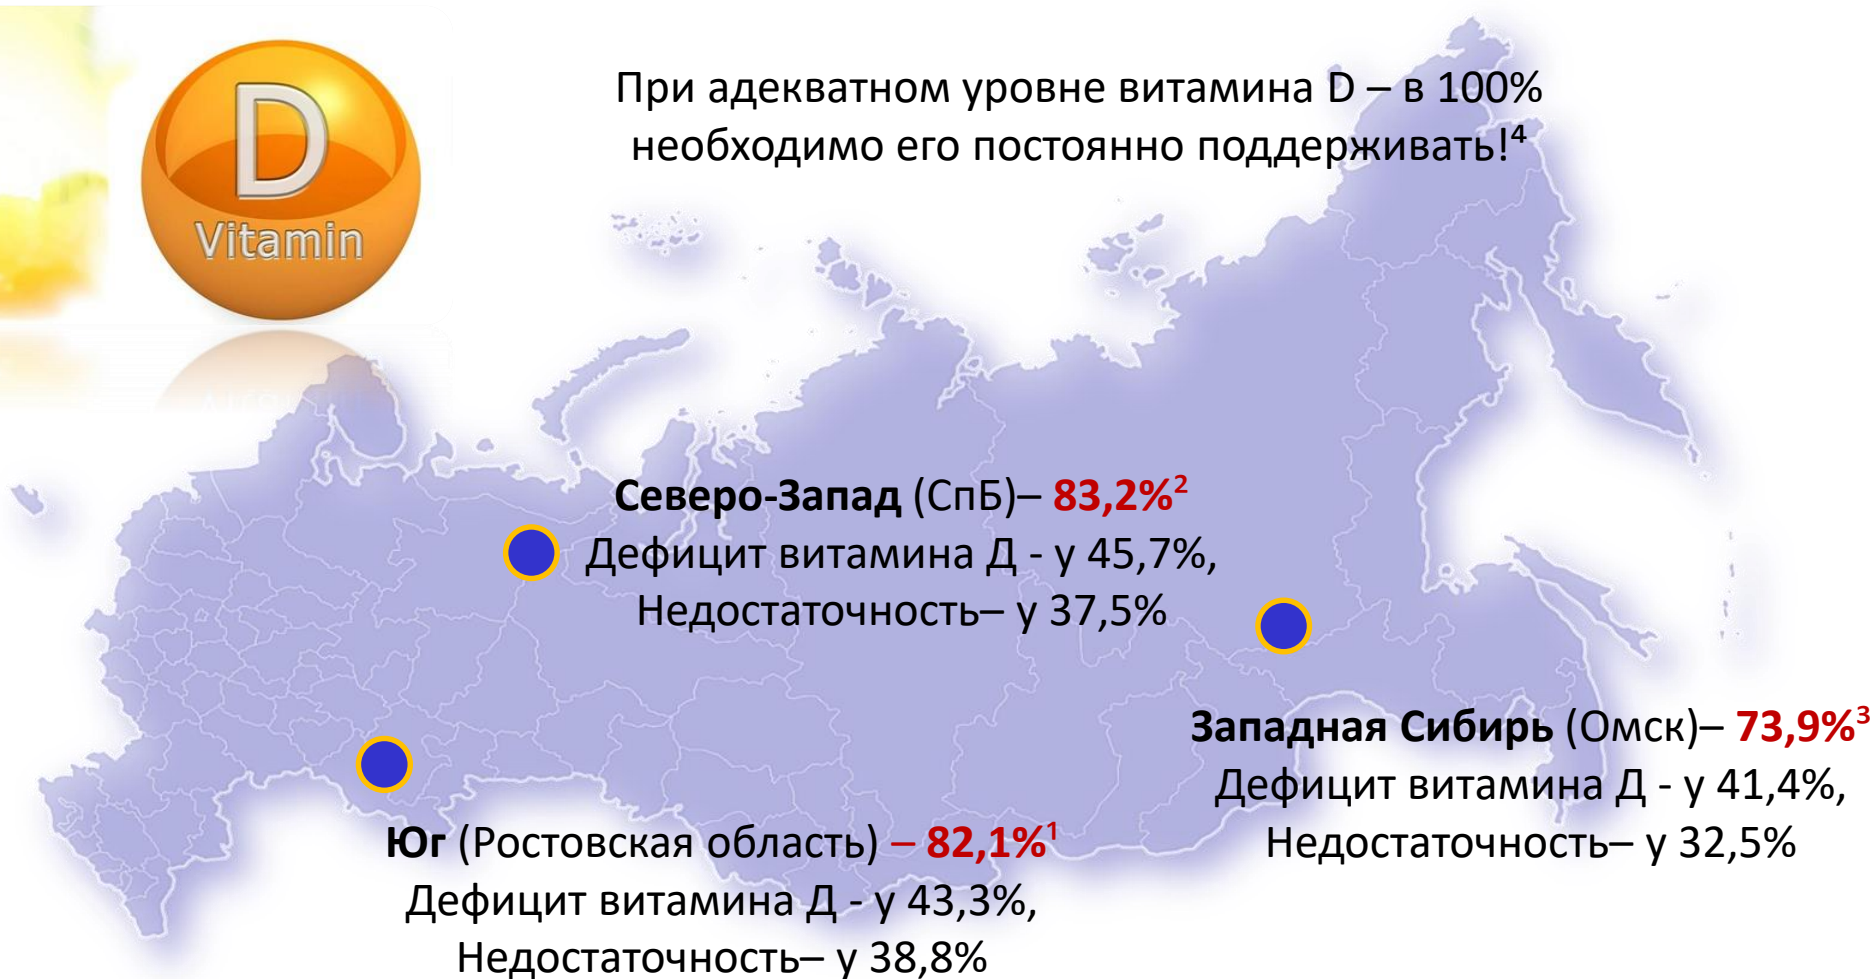 D
Vitamin
При адекватном уровне витамина D – в 100%
необходимо его постоянно поддерживать!⁴
Северо-Запад (СпБ)– 83,2%²
Дефицит витамина Д - у 45,7%,
Недостаточность– у 37,5%
Западная Сибирь (Омск)– 73,9%³
Дефицит витамина Д - у 41,4%,
Недостаточность– у 32,5%
Юг (Ростовская область) – 82,1%¹
Дефицит витамина Д - у 43,3%,
Недостаточность– у 38,8%